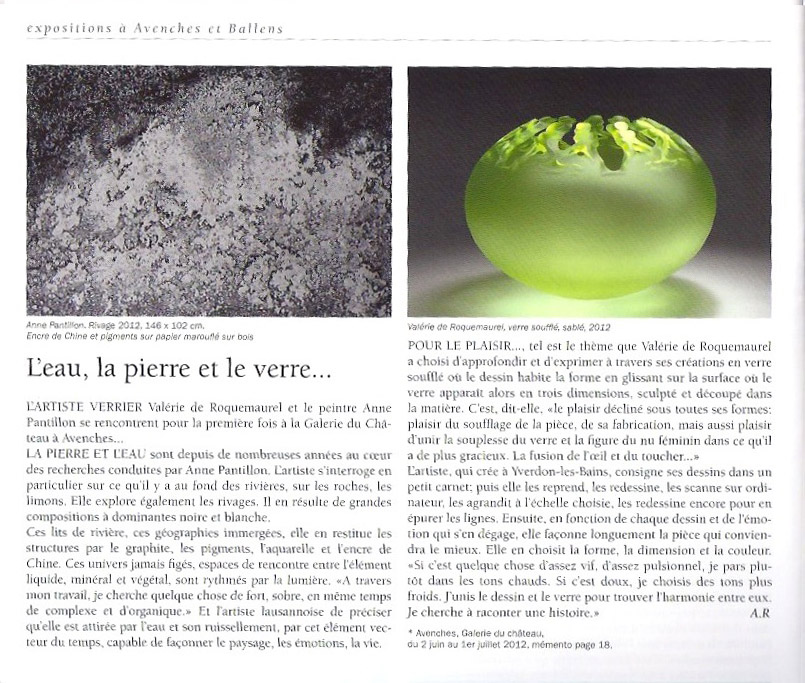 expositions à Avenches et Ballens
Anne Pantillon. Rivage 2012, 146 x 102 cm.
Encre de Chine et pigments sur papier marouflé sur bois
L'eau, la pierre et le verre...
L'ARTISTE VERRIER Valérie de Roquemaurel et le peintre Anne
Pantillon se rencontrent pour la première fois à la Galerie du Châ-
teau à Avenches...
LA PIERRE ET L'EAU sont depuis de nombreuses années au cœur
des recherches conduites par Anne Pantillon. L'artiste s'interroge en
particulier sur ce qu'il y a au fond des rivières, sur les roches, les
limons. Elle explore également les rivages. Il en résulte de grandes
compositions à dominantes noire et blanche.
Ces lits de rivière, ces géographies immergées, elle en restitue les
structures par le graphite, les pigments, l'aquarelle et l'encre de
Chine. Ces univers jamais figés, espaces de rencontre entre l'élément
liquide, minéral et végétal, sont rythmés par la lumière. «A travers
mon travail, je cherche quelque chose de fort, sobre, en même temps
de complexe et d'organique.» Et l'artiste lausannoise de préciser
qu'elle est attirée par l'eau et son ruissellement, par cet élément vec-
teur du temps, capable de façonner le paysage, les émotions, la vie.
Valérie de Roquemaurel, verre soufflé, sablé, 2012
POUR LE PLAISIR..., tel est le thème que Valérie de Roquemaurel
a choisi d'approfondir et d'exprimer à travers ses créations en verre
soufflé où le dessin habite la forme en glissant sur la surface où le
verre apparaît alors en trois dimensions, sculpté et découpé dans
la matière. C'est, dit-elle, «le plaisir décliné sous toutes ses formes:
plaisir du soufflage de la pièce, de sa fabrication, mais aussi plaisir
d'unir la souplesse du verre et la figure du nu féminin dans ce qu'il
a de plus gracieux. La fusion de l'œil et du toucher...»
L'artiste, qui crée à Yverdon-les-Bains, consigne ses dessins dans un
petit carnet; puis elle les reprend, les redessine, les scanne sur ordi-
nateur, les agrandit à l'échelle choisie, les redessine encore pour en
épurer les lignes. Ensuite, en fonction de chaque dessin et de l'émo-
tion qui s'en dégage, elle façonne longuement la pièce qui convien-
dra le mieux. Elle en choisit la forme, la dimension et la couleur.
«Si c'est quelque chose d'assez vif, d'assez pulsionnel, je pars plu-
tôt dans les tons chauds. Si c'est doux, je choisis des tons plus
froids. J'unis le dessin et le verre pour trouver l'harmonie entre eux.
Je cherche à raconter une histoire.» A.R
* Avenches, Galerie du château,
du 2 juin au 1er juillet 2012, mémento page 18.